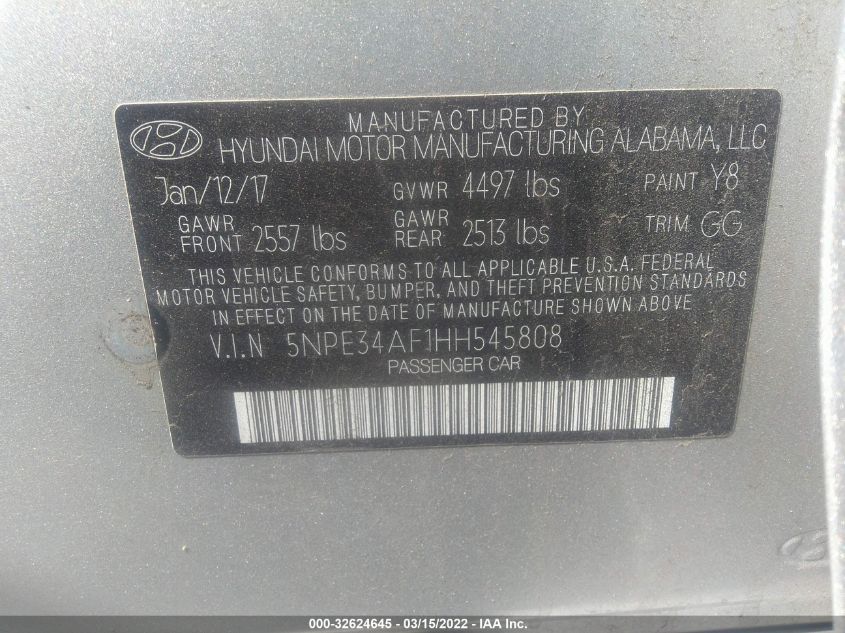 MANUFACTURED BY
HYUNDAI MOTOR MANUFACTURING ALABAMA, LLC
Jan/12/17 GVWR 4497 lbs PAINT Y8
GAWR FRONT 2557 lbs GAWR REAR 2513 lbs TRIM GG
THIS VEHICLE CONFORMS TO ALL APPLICABLE U.S.A. FEDERAL
MOTOR VEHICLE SAFETY, BUMPER, AND THEFT PREVENTION STANDARDS
IN EFFECT ON THE DATE OF MANUFACTURE SHOWN ABOVE.
V.I.N 5NPE34AF1HH545808
PASSENGER CAR
000-32624645 - 03/15/2022 - IAA Inc.